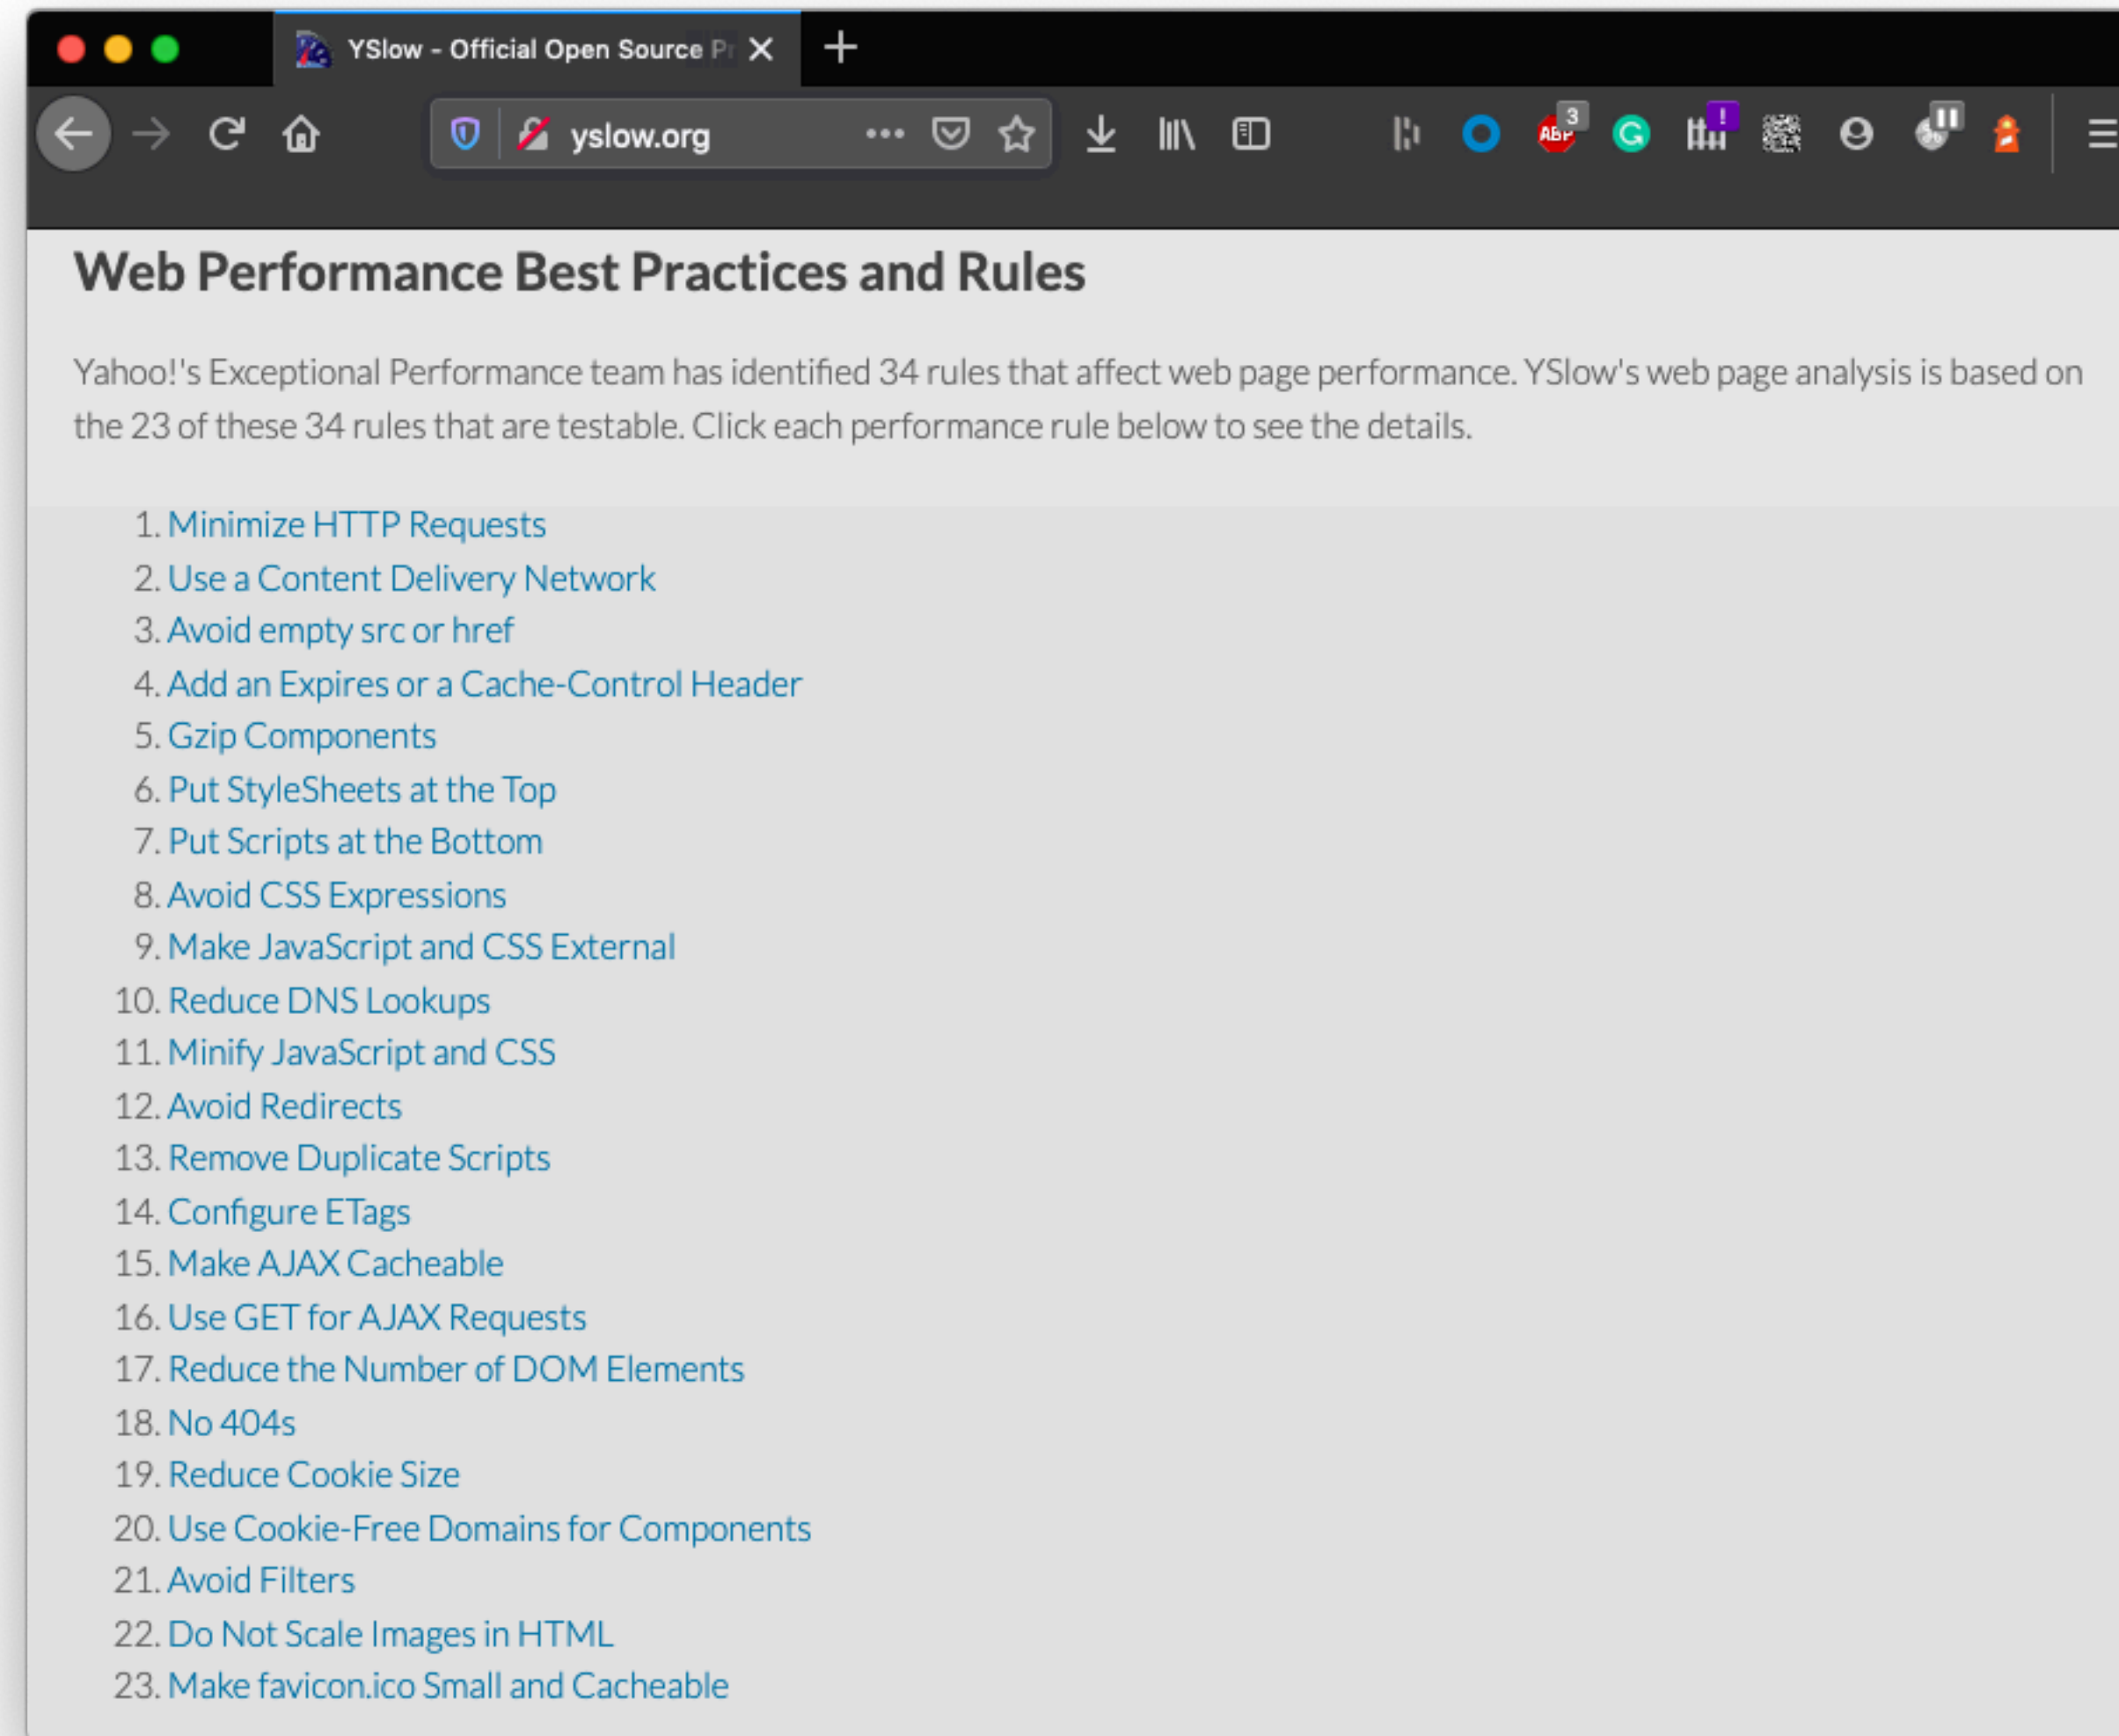 YSlow - Official Open Source Pr
yslow.org
3
ABP
!
Web Performance Best Practices and Rules
Yahoo!'s Exceptional Performance team has identified 34 rules that affect web page performance. YSlow's web page analysis is based on
the 23 of these 34 rules that are testable. Click each performance rule below to see the details.
1. Minimize HTTP Requests
2. Use a Content Delivery Network
3. Avoid empty src or href
4. Add an Expires or a Cache-Control Header
5. Gzip Components
6. Put StyleSheets at the Top
7. Put Scripts at the Bottom
8. Avoid CSS Expressions
9. Make JavaScript and CSS External
10. Reduce DNS Lookups
11. Minify JavaScript and CSS
12. Avoid Redirects
13. Remove Duplicate Scripts
14. Configure ETags
15. Make AJAX Cacheable
16. Use GET for AJAX Requests
17. Reduce the Number of DOM Elements
18. No 404s
19. Reduce Cookie Size
20. Use Cookie-Free Domains for Components
21. Avoid Filters
22. Do Not Scale Images in HTML
23. Make favicon.ico Small and Cacheable